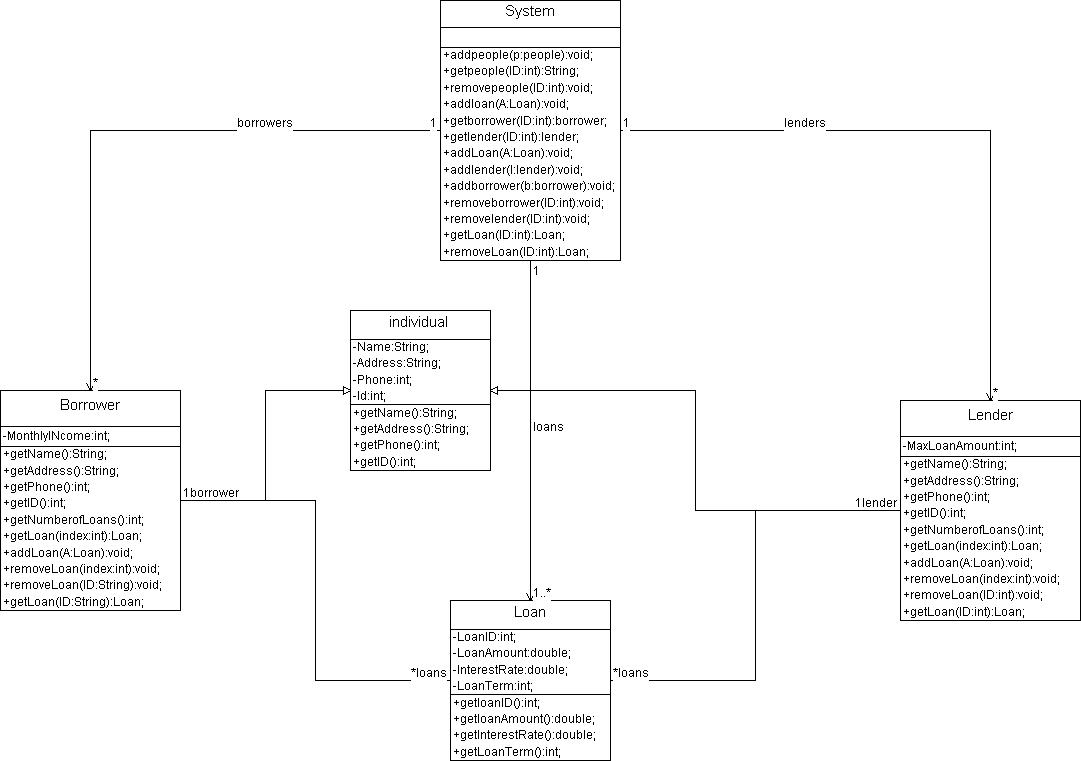 System
+addpeople(p:people):void;
+getpeople(ID:int):String;
+removepeople(ID:int):void;
+addloan(A:Loan):void;
+getborrower(ID:int):borrower;
+getlender(ID:int):lender;
+addLoan(A:Loan):void;
+addlender(l:lender):void;
+addborrower(b:borrower):void;
+removeborrower(ID:int):void;
+removelender(ID:int):void;
+getLoan(ID:int):Loan;
+removeLoan(ID:int):Loan;
borrowers
1
1
lenders
1
*
*
individual
-Name:String;
-Address:String;
-Phone:int;
-Id:int;
+getName():String;
+getAddress():String;
+getPhone():int;
+getID():int;
loans
Borrower
-MonthlyINcome:int;
+getName():String;
+getAddress():String;
+getPhone():int;
+getID():int;
+getNumberofLoans():int;
+getLoan(index:int):Loan;
+addLoan(A:Loan):void;
+removeLoan(index:int):void;
+removeLoan(ID:String):void;
+getLoan(ID:String):Loan;
1borrower
1lender
Lender
-MaxLoanAmount:int;
+getName():String;
+getAddress():String;
+getPhone():int;
+getID():int;
+getNumberofLoans():int;
+getLoan(index:int):Loan;
+addLoan(A:Loan):void;
+removeLoan(index:int):void;
+removeLoan(ID:int):void;
+getLoan(ID:int):Loan;
1..*
Loan
-LoanID:int;
-LoanAmount:double;
-InterestRate:double;
-LoanTerm:int;
+getloanID():int;
+getloanAmount():double;
+getInterestRate():double;
+getLoanTerm():int;
*loans
*loans